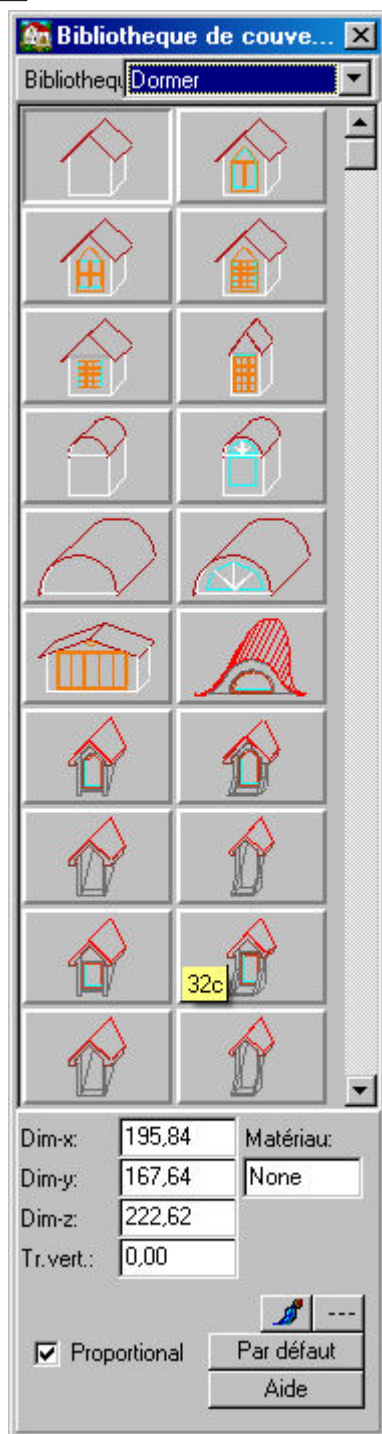 Bibliotheque de couve...
Bibliothequ Dormer
32c
Dim-x: 195,84 Matériau:
Dim-y: 167,64 None
Dim-z: 222,62
Tr.vert.: 0,00
---
Proportional Par défaut
Aide